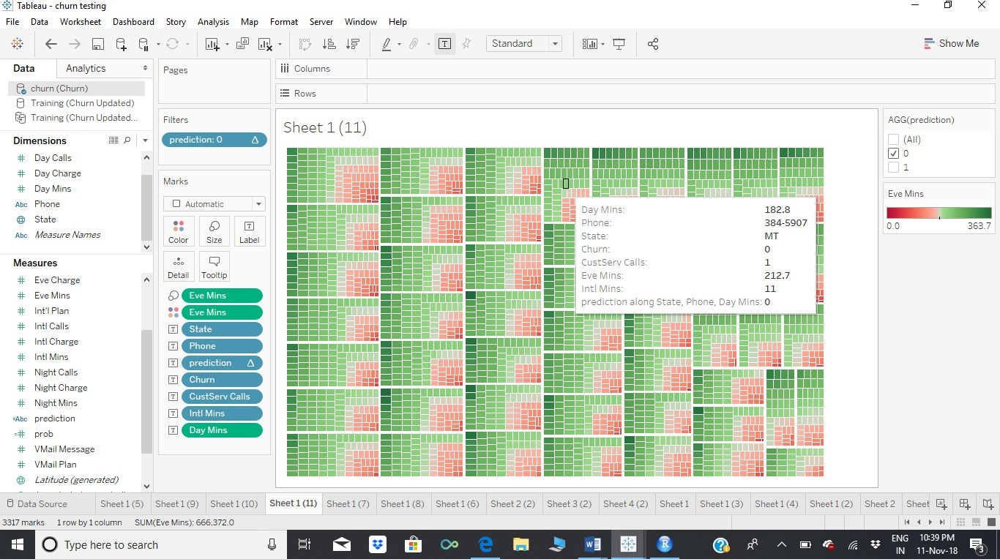 Tableau - churn testing
File Data Worksheet Dashboard Story Analysis Map Format Server Window Help
Standard
Show Me
Data Analytics
churn (Churn)
Training (Churn Updated)
Training (Churn Updated...
Dimensions
Day Calls
Day Charge
Day Mins
Abc Phone
State
Abc Measure Names
Measures
Eve Charge
Eve Mins
Int'l Plan
Intl Calls
Intl Charge
Intl Mins
Night Calls
Night Charge
Night Mins
=Abc prediction
prob
VMail Message
VMail Plan
Latitude (generated)
Pages
Filters
prediction: 0
Marks
Automatic
Color Size Label
Detail Tooltip
Eve Mins
Eve Mins
State
Phone
prediction
Churn
CustServ Calls
Intl Mins
Day Mins
Columns
Rows
Sheet 1 (11)
Day Mins: 182.8
Phone: 384-5907
State: MT
Churn: 0
CustServ Calls: 1
Eve Mins: 212.7
Intl Mins: 11
prediction along State, Phone, Day Mins: 0
AGG(prediction)
(All)
0
1
Eve Mins
0.0 363.7
Data Source Sheet 1 (5) Sheet 1 (9) Sheet 1 (10) Sheet 1 (11) Sheet 1 (7) Sheet 1 (8) Sheet 1 (6) Sheet 2 (2) Sheet 3 (2) Sheet 4 (2) Sheet 1 Sheet 1 (3) Sheet 1 (4) Sheet 1 (2) Sheet 2 Sheet
3317 marks 1 row by 1 column SUM(Eve Mins): 666,372.0
Type here to search
ENG
IN
10:39 PM
11-Nov-18
3